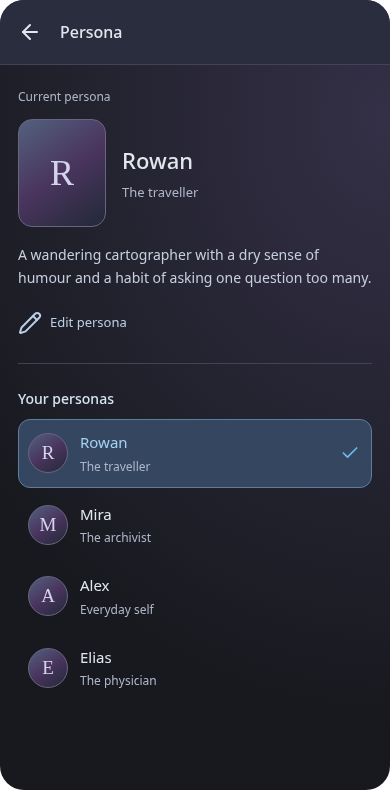 Persona
Current persona
R
Rowan
The traveller
A wandering cartographer with a dry sense of
humour and a habit of asking one question too many.
Edit persona
Your personas
R
Rowan
The traveller
M
Mira
The archivist
A
Alex
Everyday self
E
Elias
The physician